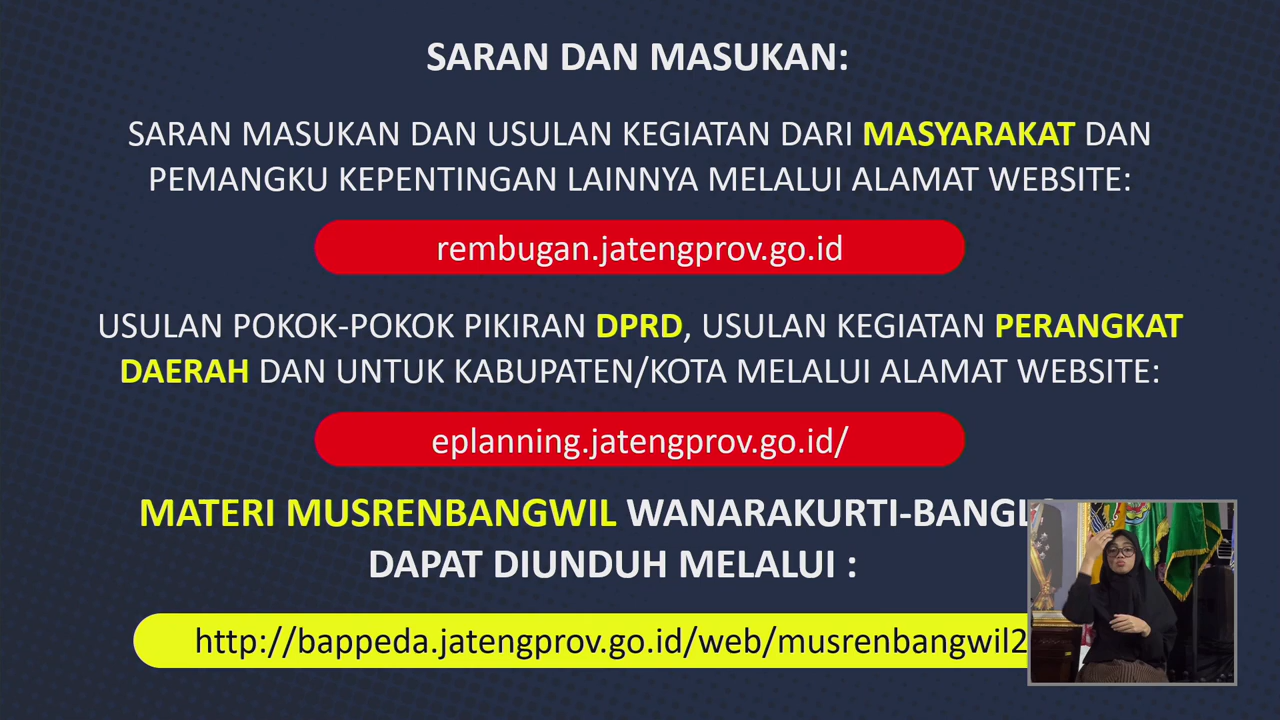 SARAN DAN MASUKAN:
SARAN MASUKAN DAN USULAN KEGIATAN DARI MASYARAKAT DAN
PEMANGKU KEPENTINGAN LAINNYA MELALUI ALAMAT WEBSITE:
rembugan.jatengprov.go.id
USULAN POKOK-POKOK PIKIRAN DPRD, USULAN KEGIATAN PERANGKAT
DAERAH DAN UNTUK KABUPATEN/KOTA MELALUI ALAMAT WEBSITE:
eplanning.jatengprov.go.id/
MATERI MUSRENBANGWIL
DAPAT DIUNDUH MELALUI :
http://bappeda.jatengprov.go.id/web/musrenbangwil2